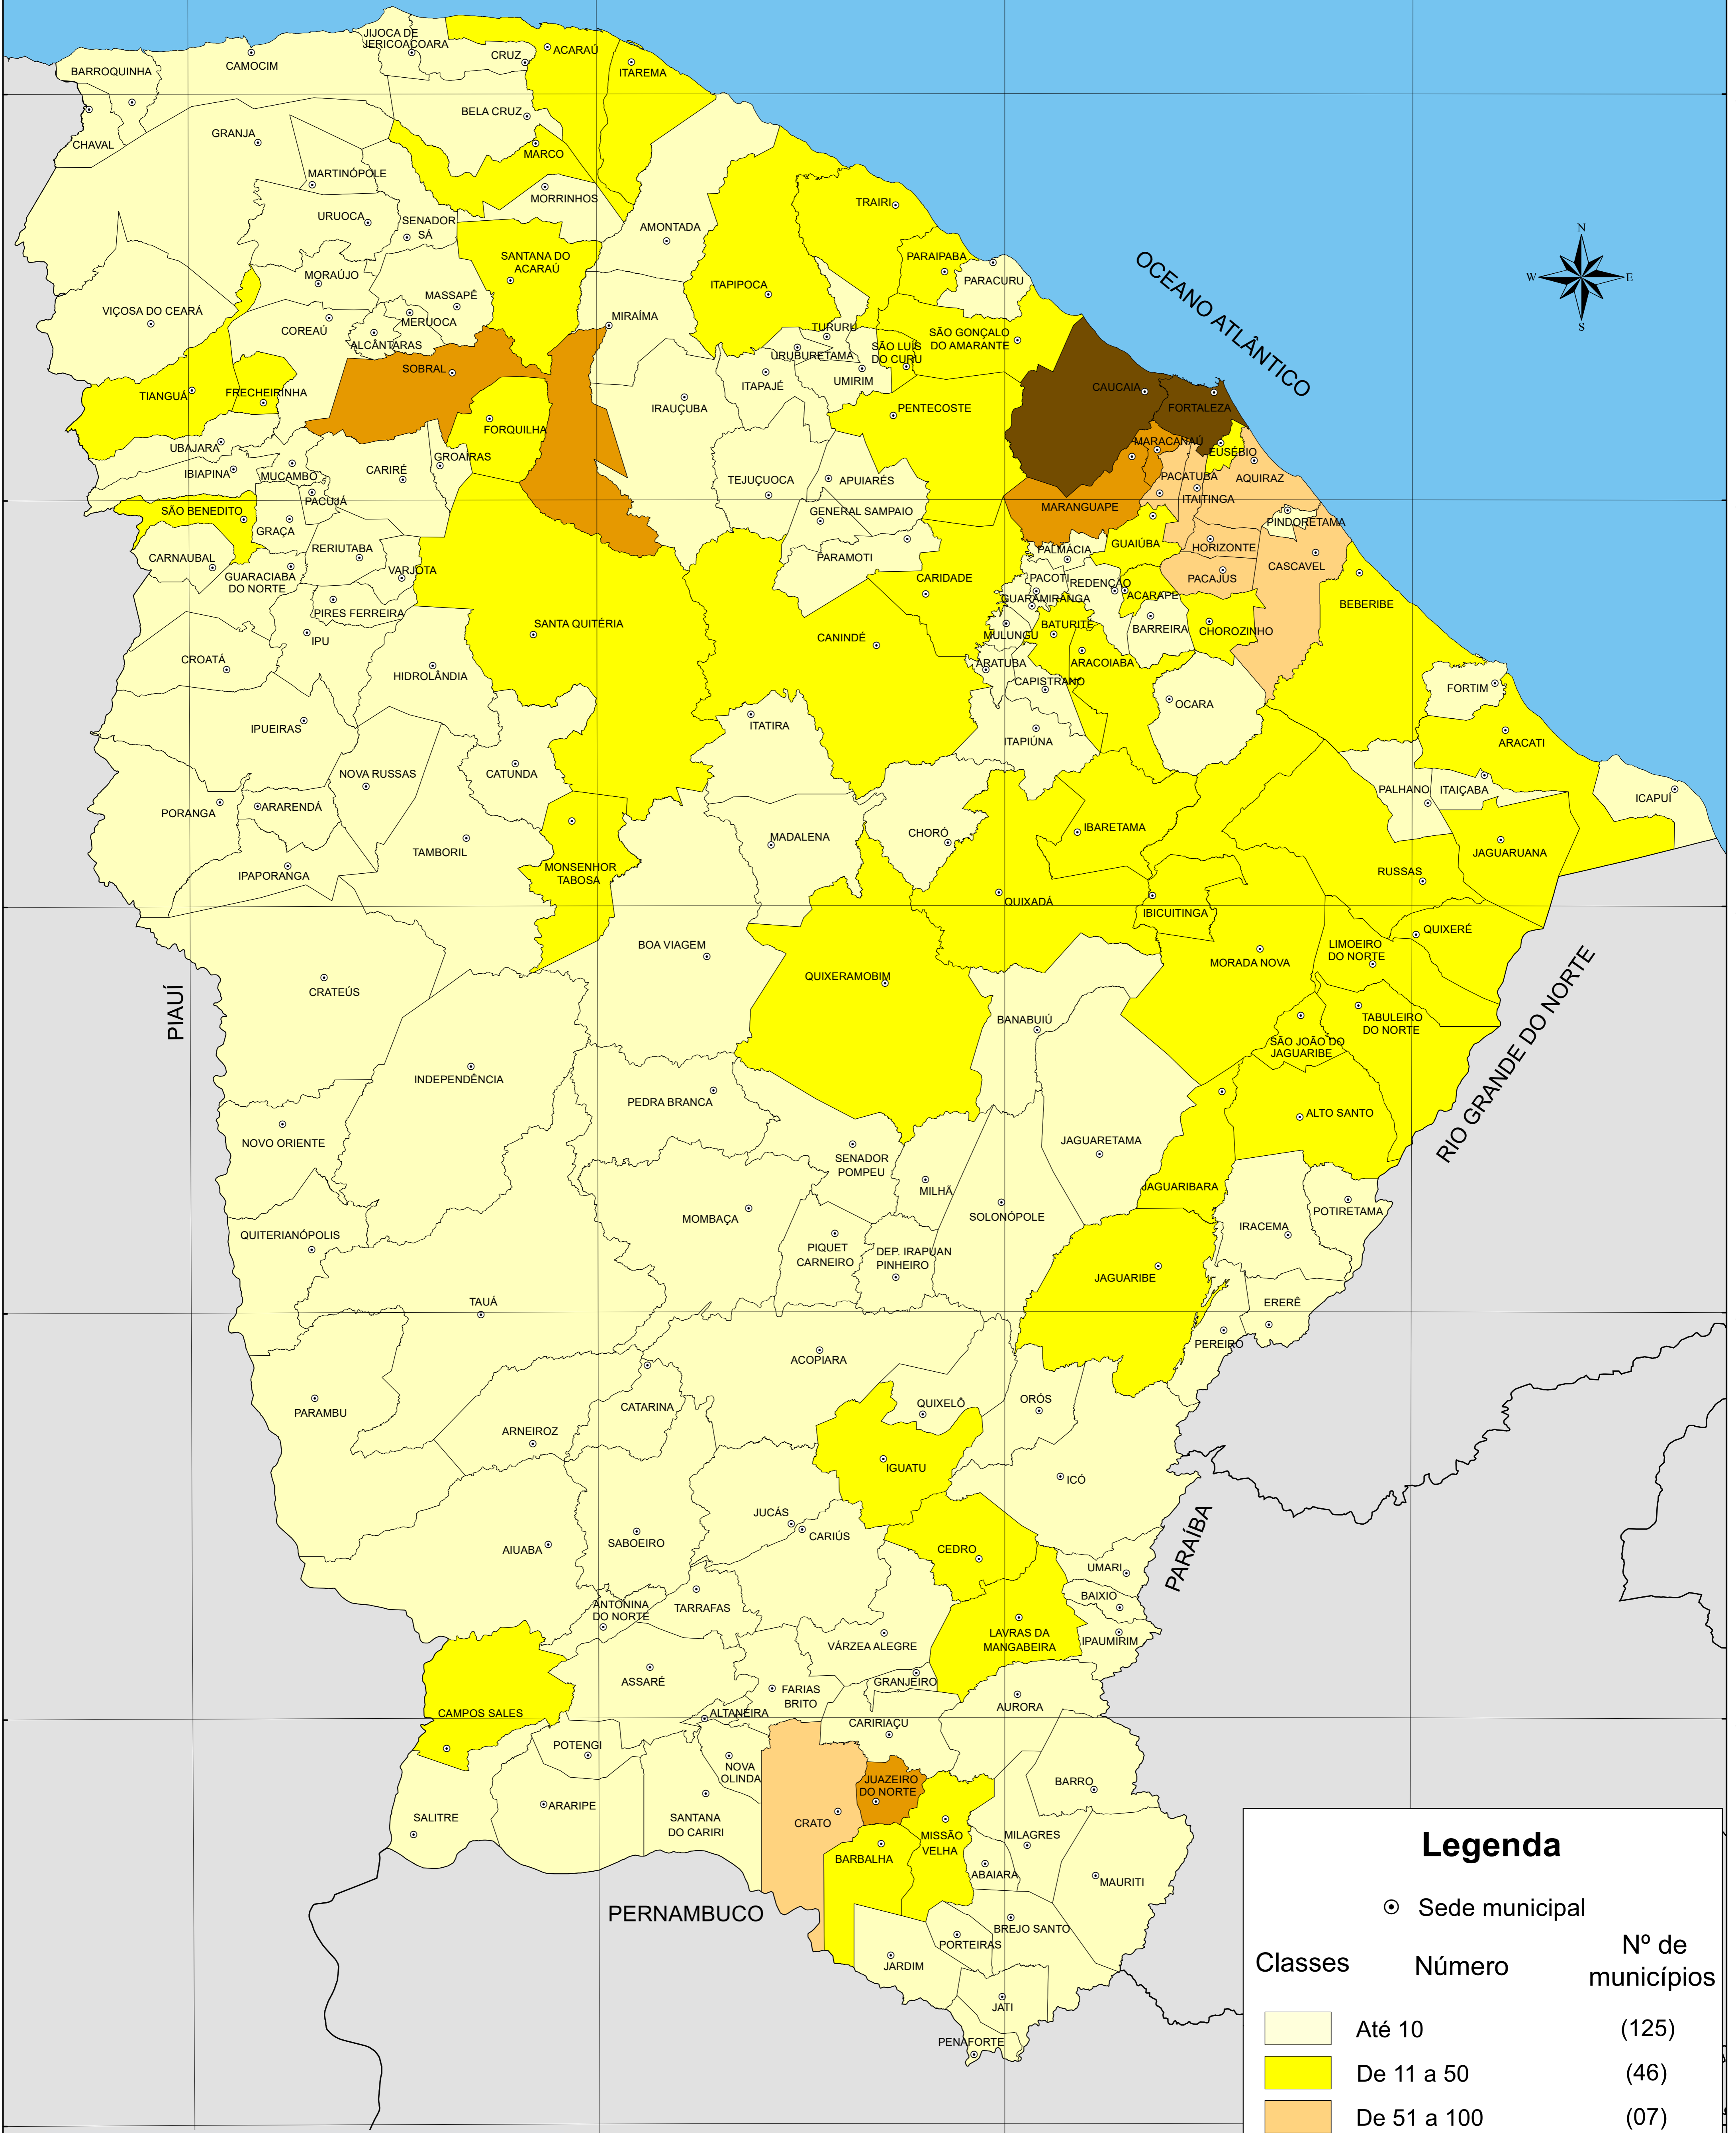 JIJOCA DE
JERICOACOARA
BARROQUINHA
CAMOCIM
CRUZ
ACARAÚ
ITAREMA
BELA CRUZ
CHAVAL
GRANJA
MARCO
MARTINÓPOLE
MORRINHOS
URUOCA
SENADOR
SÁ
AMONTADA
TRAIRI
SANTANA DO
ACARAÚ
PARAIPABA
PARACURU
OCEANO ATLÂNTICO
N
W
E
S
MORAÚJO
MASSAPÊ
ITAPIPOCA
VIÇOSA DO CEARÁ
MIRAÍMA
COREAÚ
MERUOCA
ALCÂNTARAS
TURURU
URUBURETAMA
SÃO LUÍS
DO CURU
SÃO GONÇALO
DO AMARANTE
SOBRAL
ITAPAJÉ
UMIRIM
TIANGUÁ
FRECHEIRINHA
IRAUÇUBA
PENTECOSTE
CAUCAIA
FORTALEZA
FORQUILHA
UBAJARA
MARACANAÚ
EUSÉBIO
IBIAPINA
MUCAMBO
CARIRÉ
GROAÍRAS
TEJUÇUOCA
APUIARÉS
PACATUBA
AQUIRAZ
PACUJÁ
ITAITINGA
SÃO BENEDITO
GENERAL SAMPAIO
MARANGUAPE
PINDORETAMA
GRAÇA
RERIUTABA
CARNAUBAL
PARAMOTI
PALMÁCIA
GUAIÚBA
HORIZONTE
GUARACIABA
DO NORTE
VARJOTA
CARIDADE
PACOTI
REDENÇÃO
PACAJUS
CASCAVEL
PIRES FERREIRA
GUARAMIRANGA
ACARAPE
BEBERIBE
IPU
SANTA QUITÉRIA
CANINDÉ
MULUNGU
BATURITÉ
BARREIRA
CHOROZINHO
CROATÁ
HIDROLÂNDIA
ARATUBA
ARACOIABA
CAPISTRANO
FORTIM
OCARA
IPUEIRAS
ITATIRA
ITAPIÚNA
ARACATI
NOVA RUSSAS
CATUNDA
PALHANO
ITAIÇABA
ICAPUÍ
PORANGA
ARARENDÁ
MADALENA
CHORÓ
IBARETAMA
TAMBORIL
JAGUARUANA
IPAPORANGA
MONSENHOR
TABOSA
RUSSAS
QUIXADÁ
IBICUITINGA
BOA VIAGEM
QUIXERÉ
LIMOEIRO
DO NORTE
MORADA NOVA
CRATEÚS
QUIXERAMOBIM
PIAUÍ
BANABUIÚ
TABULEIRO
DO NORTE
SÃO JOÃO DO
JAGUARIBE
RIO GRANDE DO NORTE
INDEPENDÊNCIA
PEDRA BRANCA
ALTO SANTO
NOVO ORIENTE
JAGUARETAMA
SENADOR
POMPEU
MILHÃ
JAGUARIBARA
MOMBAÇA
SOLONÓPOLE
POTIRETAMA
QUITERIANÓPOLIS
IRACEMA
PIQUET
CARNEIRO
DEP. IRAPUAN
PINHEIRO
JAGUARIBE
TAUÁ
ERERÊ
PEREIRO
ACOPIARA
PARAMBU
CATARINA
QUIXELÔ
ORÓS
ARNEIROZ
IGUATU
ICÓ
JUCÁS
CARIÚS
SABOEIRO
AIUABA
CEDRO
PARAÍBA
UMARI
BAIXIO
ANTONINA
DO NORTE
TARRAFAS
LAVRAS DA
MANGABEIRA
IPAUMIRIM
VÁRZEA ALEGRE
ASSARÉ
GRANJEIRO
FARIAS
BRITO
AURORA
CAMPOS SALES
ALTANEIRA
CARIRIAÇU
POTENGI
NOVA
OLINDA
JUAZEIRO
DO NORTE
BARRO
ARARIPE
SALITRE
SANTANA
DO CARIRI
CRATO
MISSÃO
VELHA
MILAGRES
BARBALHA
ABAIARA
MAURITI
PERNAMBUCO
BREJO SANTO
PORTEIRAS
JARDIM
JATI
PENAFORTE
Legenda
Sede municipal
Classes Número Nº de
municípios
Até 10 (125)
De 11 a 50 (46)
De 51 a 100 (07)